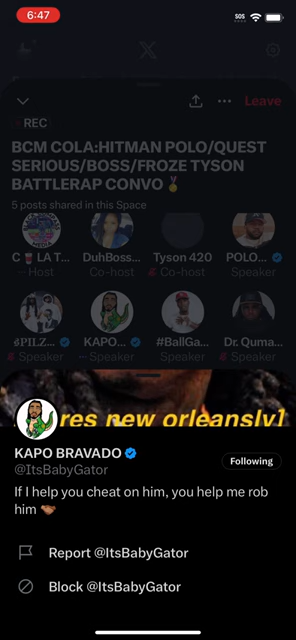 6:47
SOS
Leave
REC
BCM COLA:HITMAN POLO/QUEST
SERIOUS/BOSS/FROZE TYSON
BATTLERAP CONVO 🥇
5 posts shared in this Space
C🥤LA T... DuhBoss... Tyson 420 POLO...
Host Co-host Co-host Speaker
KAPO... #BallGa... Dr. Quma...
Speaker Speaker Speaker Speaker
res new orleanslv1
KAPO BRAVADO
@ItsBabyGator
Following
If I help you cheat on him, you help me rob
him 🤝🏾
Report @ItsBabyGator
Block @ItsBabyGator